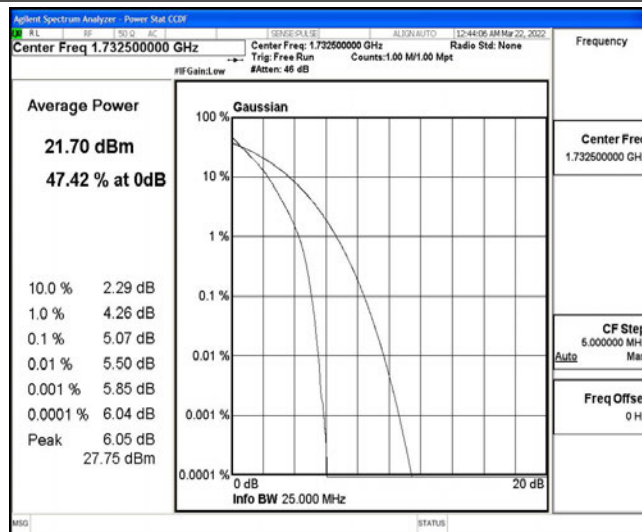 Agilent Spectrum Analyzer - Power Stat CCDF
RL RF 50 Ω AC SENSE:PULSE ALIGN AUTO 12:44:06 AM Mar 22, 2022
Center Freq 1.732500000 GHz
Center Freq: 1.732500000 GHz Radio Std: None
Trig: Free Run Counts:1.00 M/1.00 Mpt
#IFGain:Low #Atten: 46 dB
Frequency
Average Power
21.70 dBm
47.42 % at 0dB
10.0 % 2.29 dB
1.0 % 4.26 dB
0.1 % 5.07 dB
0.01 % 5.50 dB
0.001 % 5.85 dB
0.0001 % 6.04 dB
Peak 6.05 dB
27.75 dBm
Gaussian
100 %
10 %
1 %
0.1 %
0.01 %
0.001 %
0.0001 %
0 dB 20 dB
Info BW 25.000 MHz
Center Fre
1.732500000 GH
CF Step
5.000000 MH
Auto Ma
Freq Offse
0 H
MSG STATUS